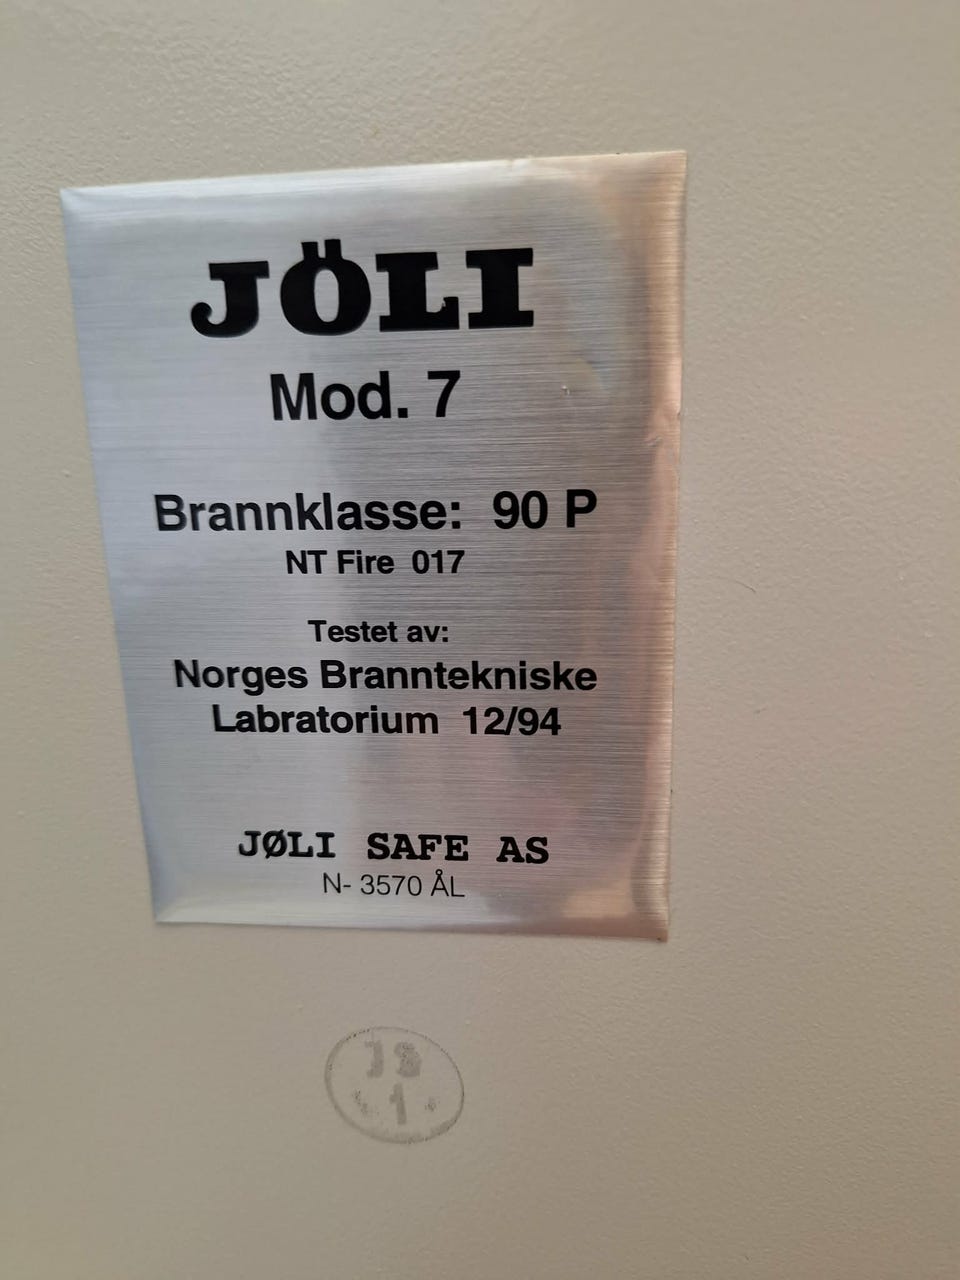 JÖLI
Mod. 7
Brannklasse: 90 P
NT Fire 017
Testet av:
Norges Branntekniske
Labratorium 12/94
JØLI SAFE AS
N- 3570 ÅL
JS
1